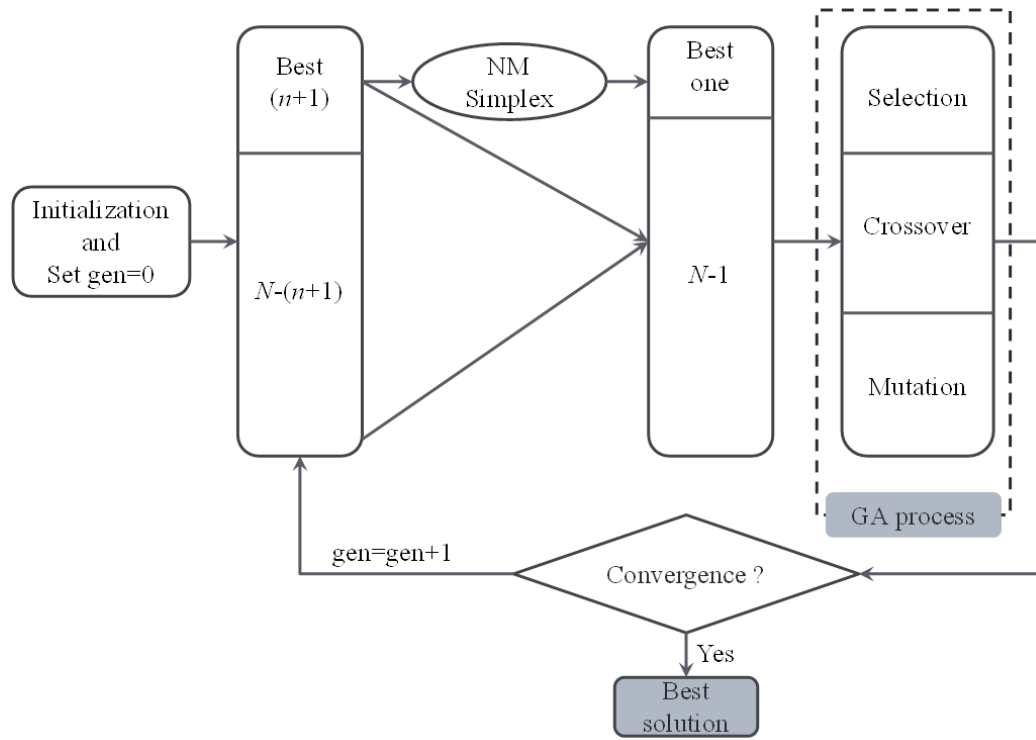 Best
(n+1)
NM
Simplex
Best
one
Selection
Initialization
and
Set gen=0
N-(n+1)
N-1
Crossover
Mutation
GA process
gen=gen+1
Convergence ?
Yes
Best
solution